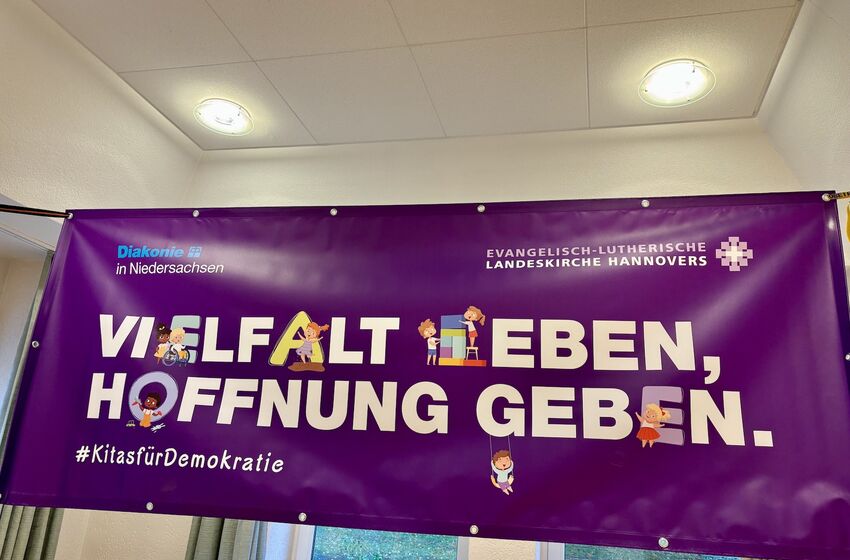 Diakonie
in Niedersachsen
EVANGELISCH-LUTHERISCHE
LANDESKIRCHE HANNOVERS
VIELFALT LEBEN,
HOFFNUNG GEBEN.
#KitasfürDemokratie